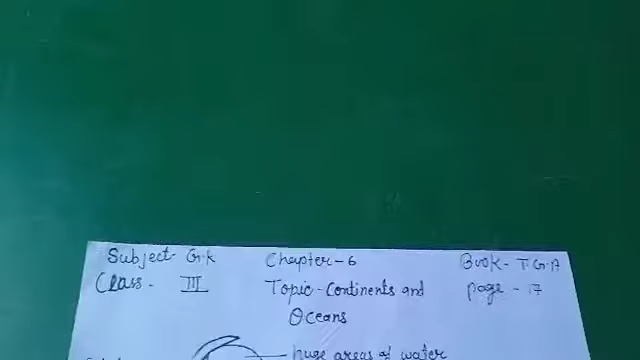 Subject- G.K Chapter-6 Book- T.G.A
Class - III Topic - Continents and page - 17
Oceans
huge areas of water